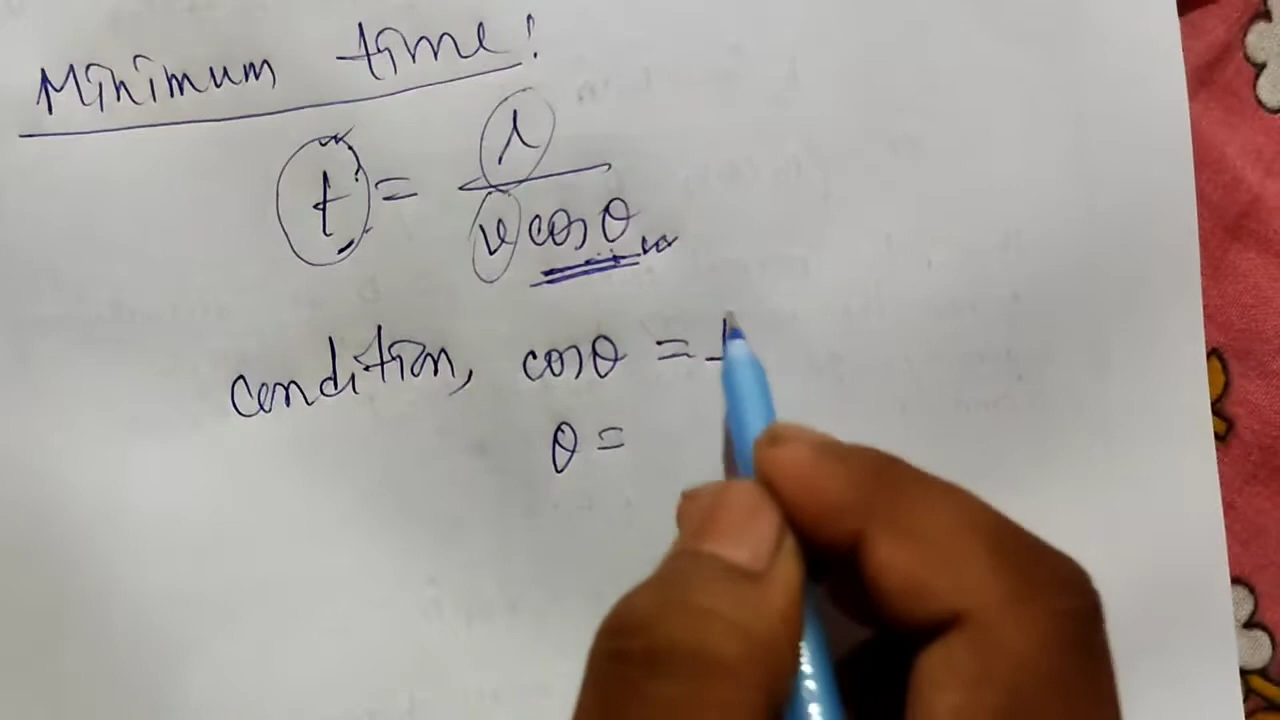 Minimum time:
t = λ / v cos θ
condition, cos θ = 1
θ =